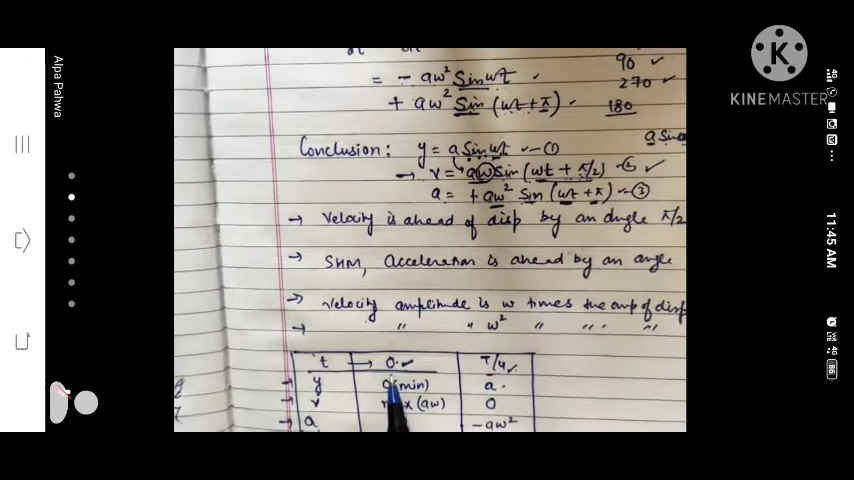 Alpa Pahwa
K
KINEMASTER
11:45 AM
4G
LTE
86
90 ✓
= - aω² Sinωt
270 ✓
+ aω² Sin (ωt + π)
180
a Sin
Conclusion: y = a Sinωt - ①
→ v = aω Sin (ωt + π/2) - ② ✓
a = + aω² Sin (ωt + π) - ③
→ Velocity is ahead of disp by an angle π/2
→ SHM, Acceleration is ahead by an angle
→ Velocity amplitude is ω times the amp of disp
→ " " ω² " " "
t → 0 ✓ T/4
→ y 0(min) a
→ v (aω) 0
→ a -aω²